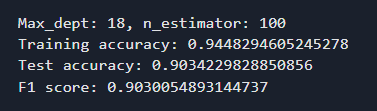 Max_dept: 18, n_estimator: 100
Training accuracy: 0.9448294605245278
Test accuracy: 0.9034229828850856
F1 score: 0.9030054893144737